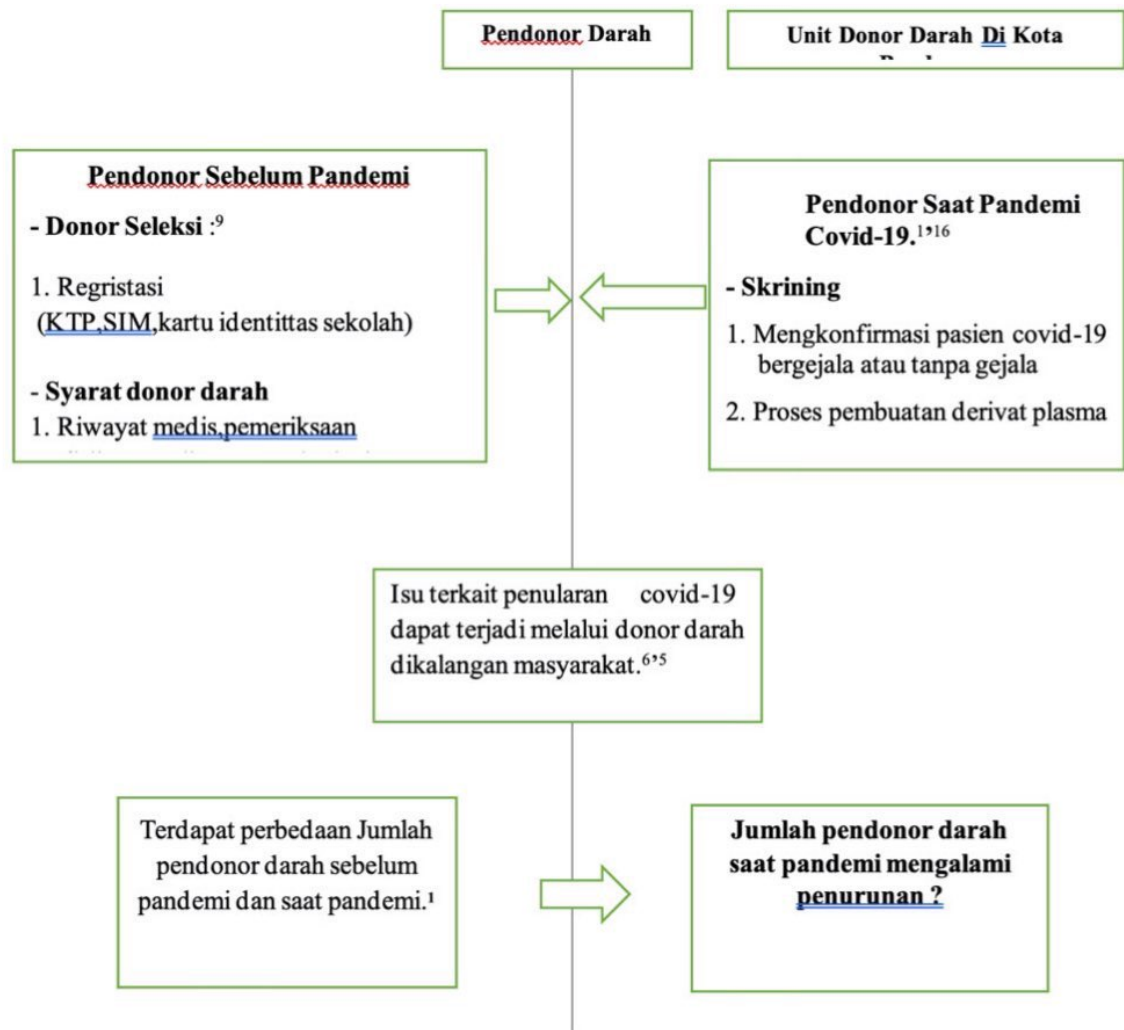 Pendonor Darah
Unit Donor Darah Di Kota
Pendonor Sebelum Pandemi
- Donor Seleksi :⁹
1. Regristasi
(KTP,SIM,kartu identittas sekolah)
- Syarat donor darah
1. Riwayat medis,pemeriksaan
Pendonor Saat Pandemi
Covid-19.¹’¹⁶
- Skrining
1. Mengkonfirmasi pasien covid-19
bergejala atau tanpa gejala
2. Proses pembuatan derivat plasma
Isu terkait penularan covid-19
dapat terjadi melalui donor darah
dikalangan masyarakat.⁶’⁵
Terdapat perbedaan Jumlah
pendonor darah sebelum
pandemi dan saat pandemi.¹
Jumlah pendonor darah
saat pandemi mengalami
penurunan ?